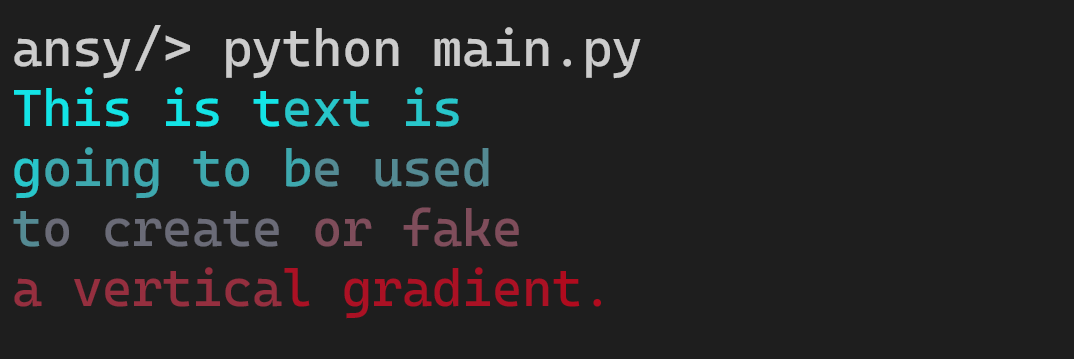 ansy/> python main.py
This is text is
going to be used
to create or fake
a vertical gradient.